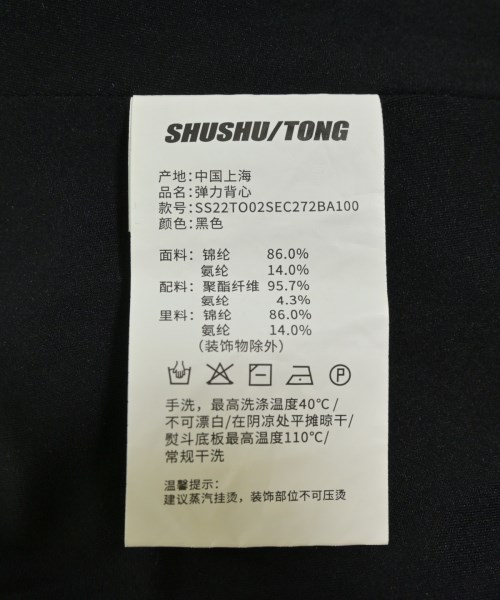 SHUSHU/TONG
产地：中国上海
品名：弹力背心
款号：SS22TO02SEC272BA100
颜色：黑色
面料：锦纶 86.0%
氨纶 14.0%
配料：聚酯纤维 95.7%
氨纶 4.3%
里料：锦纶 86.0%
氨纶 14.0%
（装饰物除外）
P
手洗，最高洗涤温度40℃/
不可漂白/在阴凉处平摊晾干/
熨斗底板最高温度110℃/
常规干洗
温馨提示：
建议蒸汽挂烫，装饰部位不可压烫